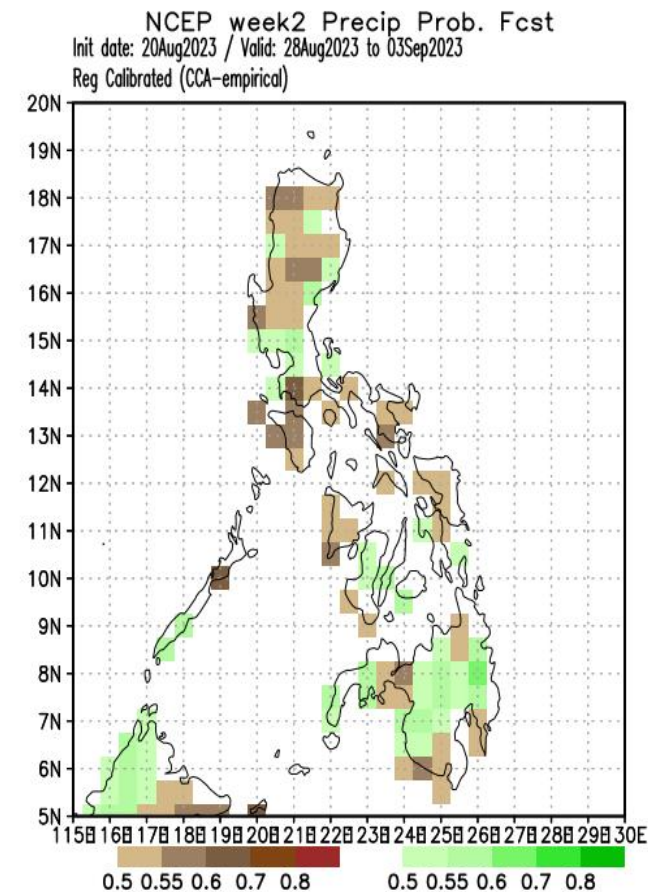 NCEP week2 Precip Prob. Fcst
Init date: 20Aug2023 / Valid: 28Aug2023 to 03Sep2023
Reg Calibrated (CCA-empirical)
20N
19N
18N
17N
16N
15N
14N
13N
12N
11N
10N
9N
8N
7N
6N
5N
115E 116E 117E 118E 119E 120E 121E 122E 123E 124E 125E 126E 127E 128E 129E 130E
0.5 0.55 0.6 0.7 0.8 0.5 0.55 0.6 0.7 0.8